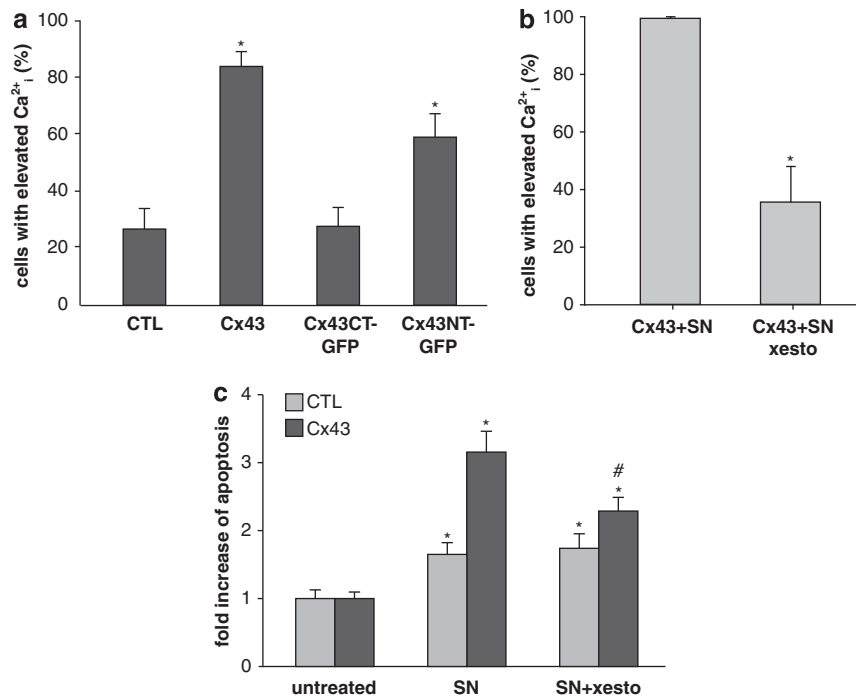 a
cells with elevated Ca²⁺ᵢ (%)
100
80
60
40
20
0
*
*
CTL
Cx43
Cx43CT-
GFP
Cx43NT-
GFP
b
cells with elevated Ca²⁺ᵢ (%)
100
80
60
40
20
0
*
Cx43+SN
Cx43+SN
xesto
c
fold increase of apoptosis
4
3
2
1
0
CTL
Cx43
*
*
*
#
*
untreated
SN
SN+xesto